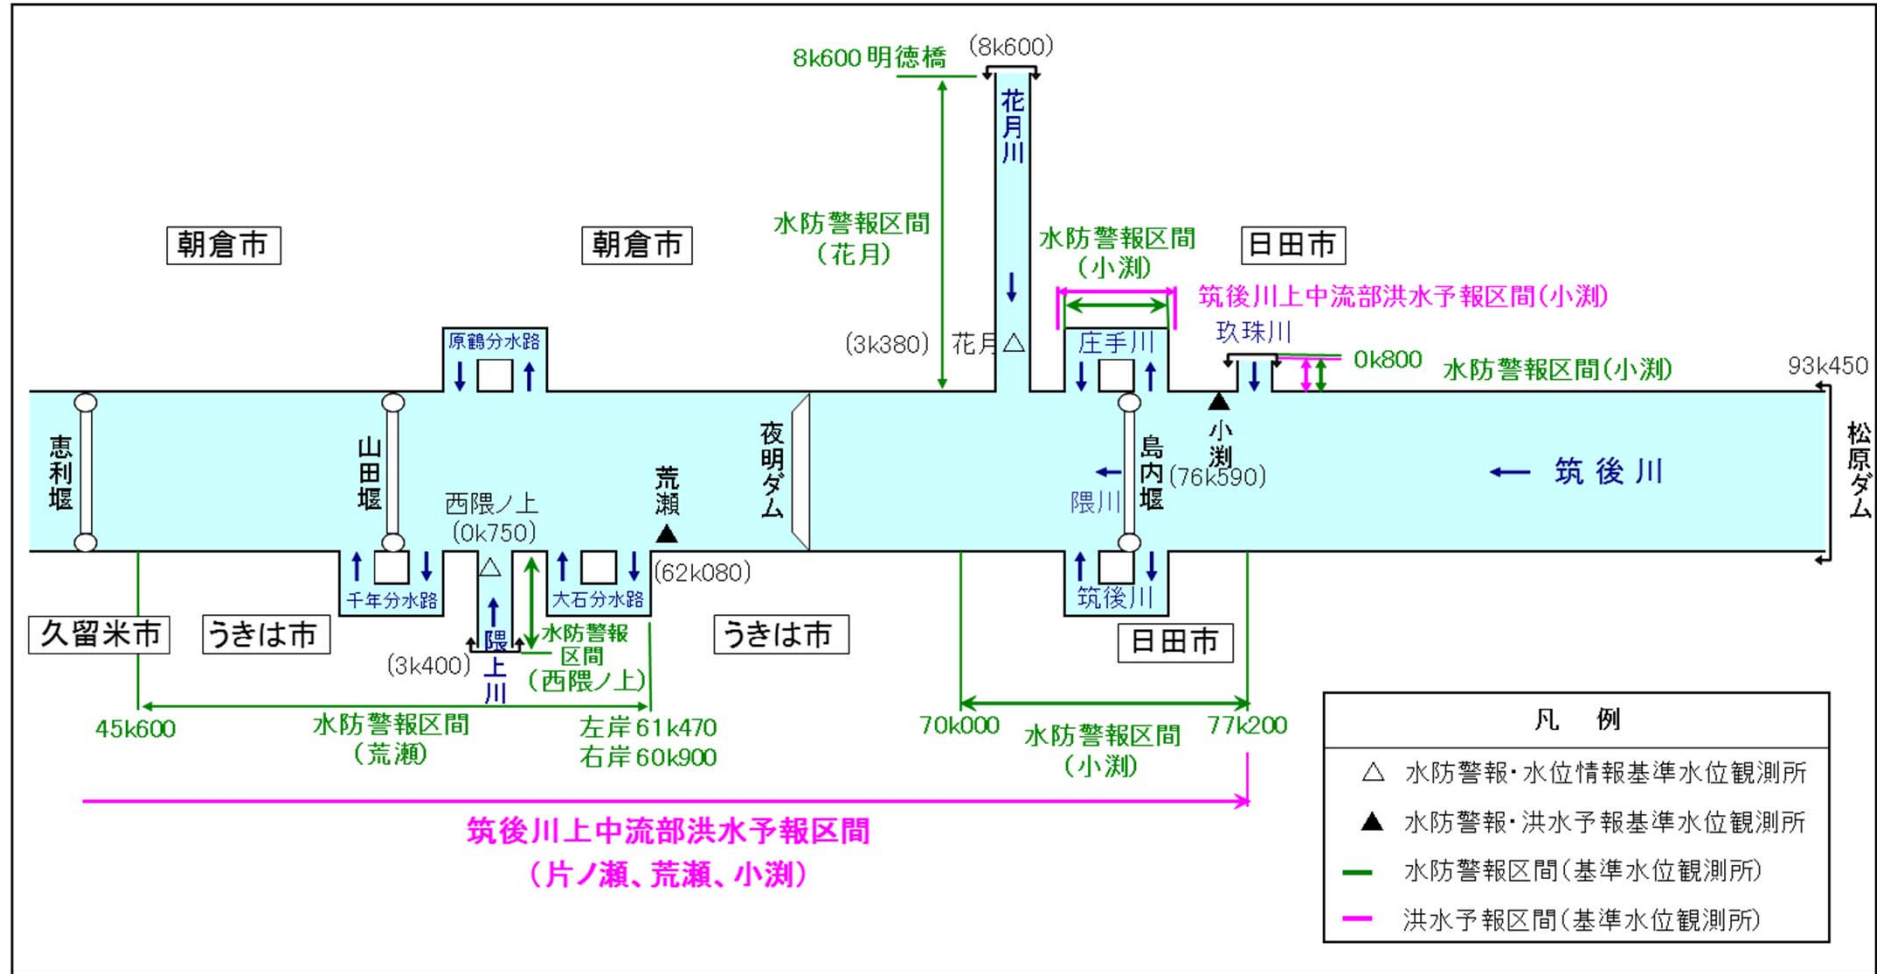 8k600 明徳橋
(8k600)
花月川
水防警報区間
(花月)
水防警報区間
(小渕)
朝倉市
朝倉市
日田市
筑後川上中流部洪水予報区間(小渕)
玖珠川
原鶴分水路
(3k380)
花月
庄手川
0k800
水防警報区間(小渕)
93k450
恵利堰
山田堰
西隈ノ上
(0k750)
荒瀬
(62k080)
夜明ダム
隈川
島内堰
小渕
(76k590)
筑後川
松原ダム
千年分水路
大石分水路
筑後川
久留米市
うきは市
(3k400)
隈上川
水防警報
区間
(西隈ノ上)
うきは市
日田市
45k600
水防警報区間
(荒瀬)
左岸61k470
右岸60k900
70k000
水防警報区間
(小渕)
77k200
筑後川上中流部洪水予報区間
(片ノ瀬、荒瀬、小渕)
凡 例
△ 水防警報・水位情報基準水位観測所
▲ 水防警報・洪水予報基準水位観測所
水防警報区間(基準水位観測所)
洪水予報区間(基準水位観測所)